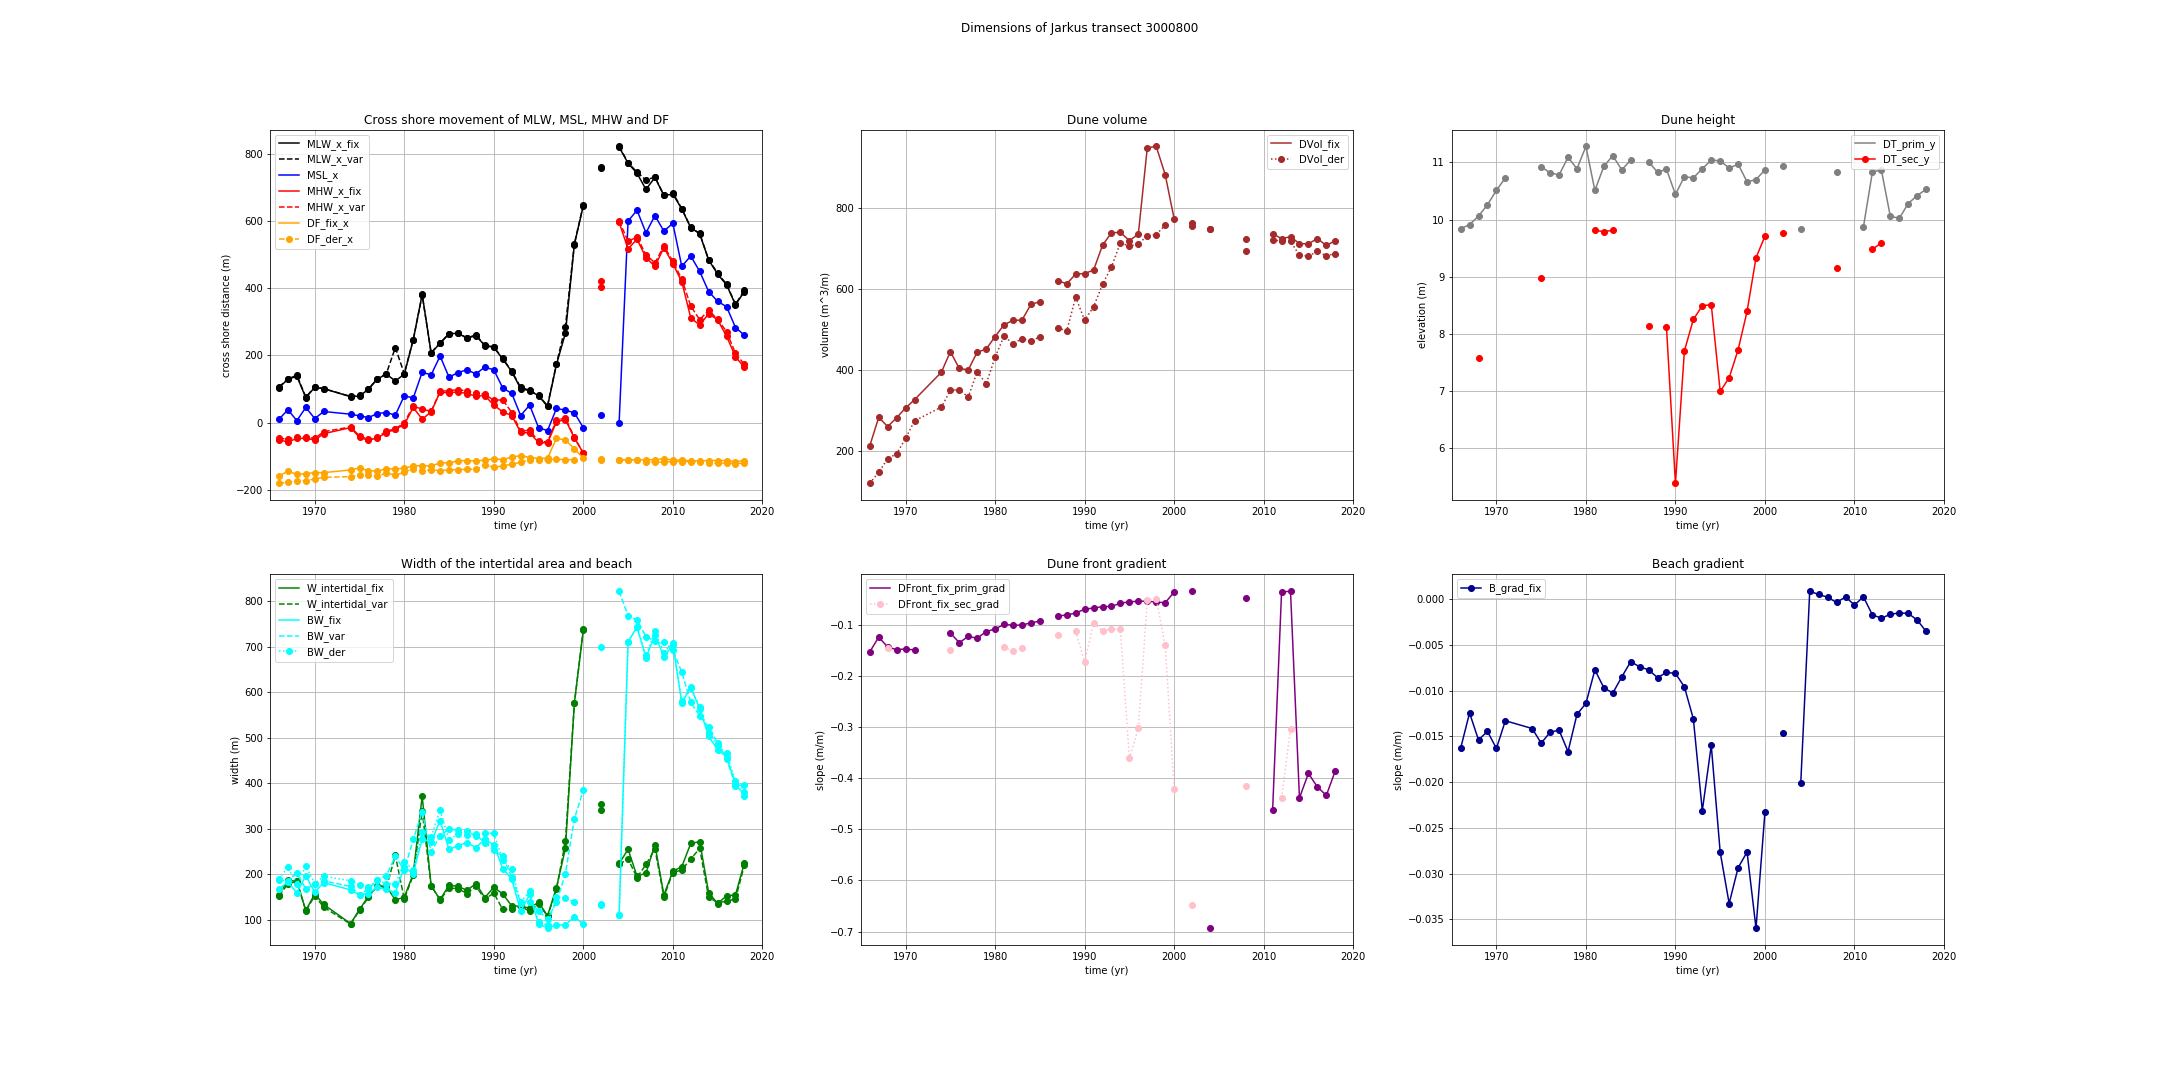 Dimensions of Jarkus transect 3000800
Cross shore movement of MLW, MSL, MHW and DF
MLW_x_fix
MLW_x_var
MSL_x
MHW_x_fix
MHW_x_var
DF_fix_x
DF_der_x
800
600
400
200
0
−200
cross shore distance (m)
1970 1980 1990 2000 2010 2020
time (yr)
Dune volume
DVol_fix
DVol_der
800
600
400
200
volume (m^3/m)
1970 1980 1990 2000 2010 2020
time (yr)
Dune height
DT_prim_y
DT_sec_y
11
10
9
8
7
6
elevation (m)
1970 1980 1990 2000 2010 2020
time (yr)
Width of the intertidal area and beach
W_intertidal_fix
W_intertidal_var
BW_fix
BW_var
BW_der
800
700
600
500
400
300
200
100
width (m)
1970 1980 1990 2000 2010 2020
time (yr)
Dune front gradient
DFront_fix_prim_grad
DFront_fix_sec_grad
−0.1
−0.2
−0.3
−0.4
−0.5
−0.6
−0.7
slope (m/m)
1970 1980 1990 2000 2010 2020
time (yr)
Beach gradient
B_grad_fix
0.000
−0.005
−0.010
−0.015
−0.020
−0.025
−0.030
−0.035
slope (m/m)
1970 1980 1990 2000 2010 2020
time (yr)